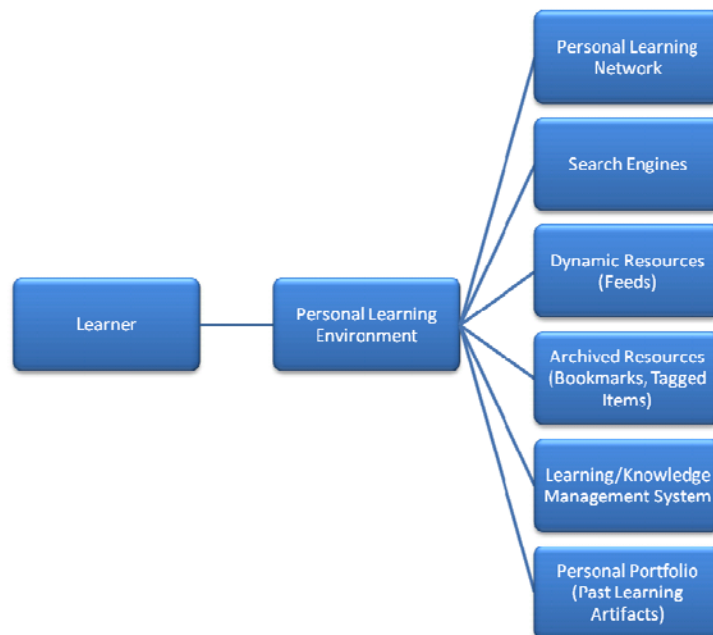 Learner
Personal Learning
Environment
Personal Learning
Network
Search Engines
Dynamic Resources
(Feeds)
Archived Resources
(Bookmarks, Tagged
Items)
Learning/Knowledge
Management System
Personal Portfolio
(Past Learning
Artifacts)